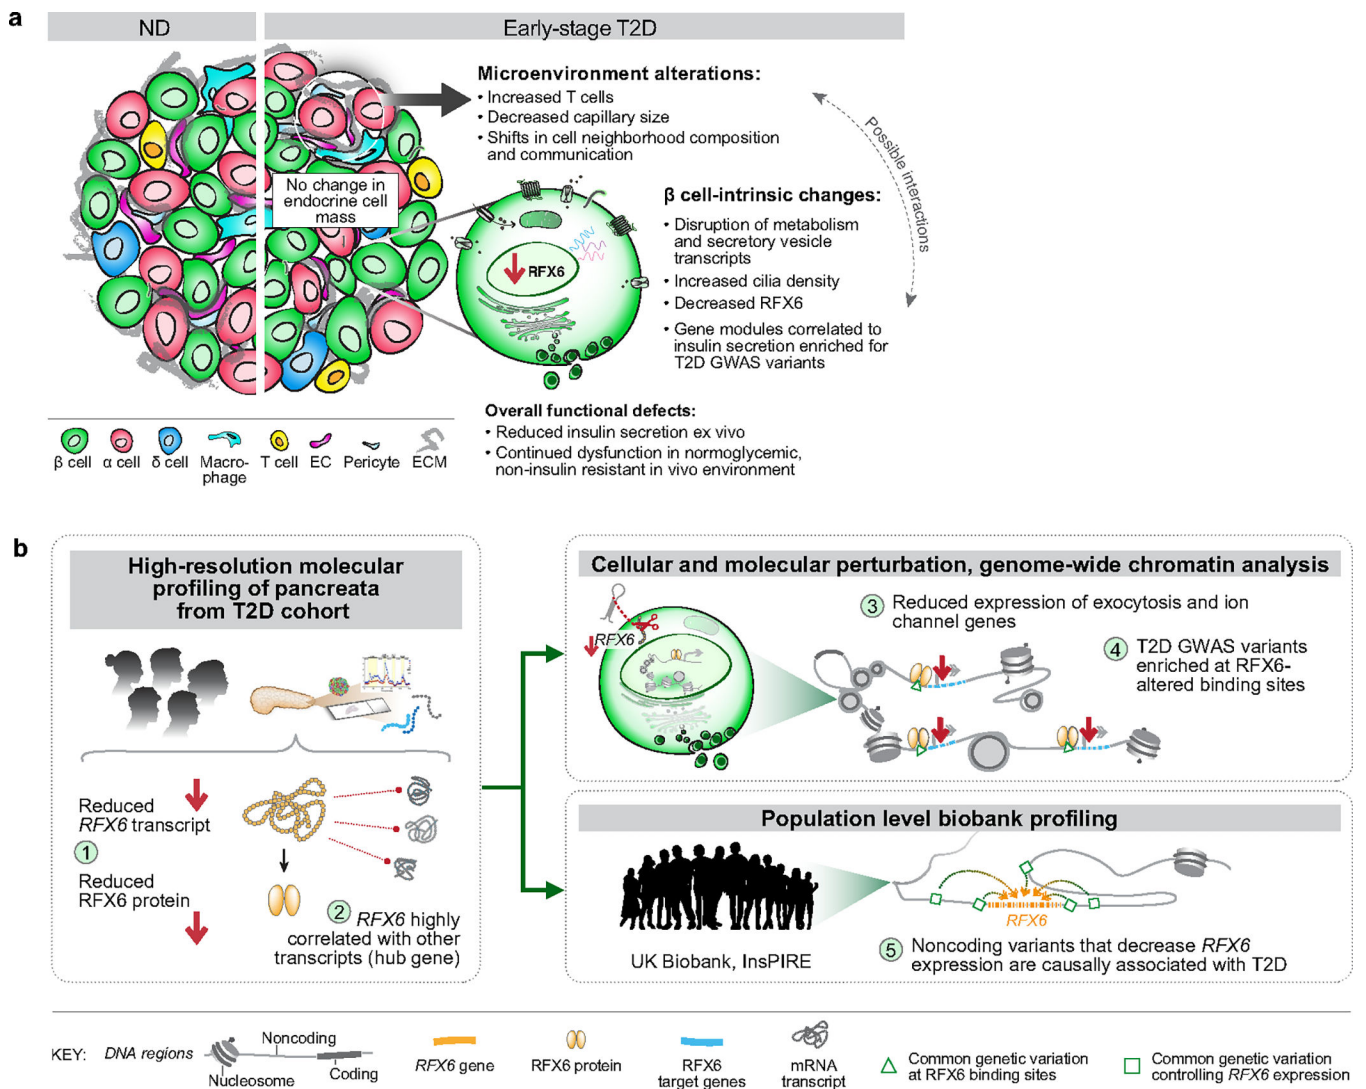 a
ND
Early-stage T2D
Microenvironment alterations:
• Increased T cells
• Decreased capillary size
• Shifts in cell neighborhood composition
and communication
Possible interactions
No change in
endocrine cell
mass
β cell-intrinsic changes:
• Disruption of metabolism
and secretory vesicle
transcripts
• Increased cilia density
• Decreased RFX6
• Gene modules correlated to
insulin secretion enriched for
T2D GWAS variants
RFX6
Overall functional defects:
• Reduced insulin secretion ex vivo
• Continued dysfunction in normoglycemic,
non-insulin resistant in vivo environment
β cell
α cell
δ cell
Macro-
phage
T cell
EC
Pericyte
ECM
b
High-resolution molecular
profiling of pancreata
from T2D cohort
Reduced
RFX6 transcript
1
Reduced
RFX6 protein
2 RFX6 highly
correlated with other
transcripts (hub gene)
Cellular and molecular perturbation, genome-wide chromatin analysis
RFX6
3 Reduced expression of exocytosis and ion
channel genes
4 T2D GWAS variants
enriched at RFX6-
altered binding sites
Population level biobank profiling
UK Biobank, InsPIRE
RFX6
5 Noncoding variants that decrease RFX6
expression are causally associated with T2D
KEY:
DNA regions
Noncoding
Nucleosome
Coding
RFX6 gene
RFX6 protein
RFX6
target genes
mRNA
transcript
Common genetic variation
at RFX6 binding sites
Common genetic variation
controlling RFX6 expression